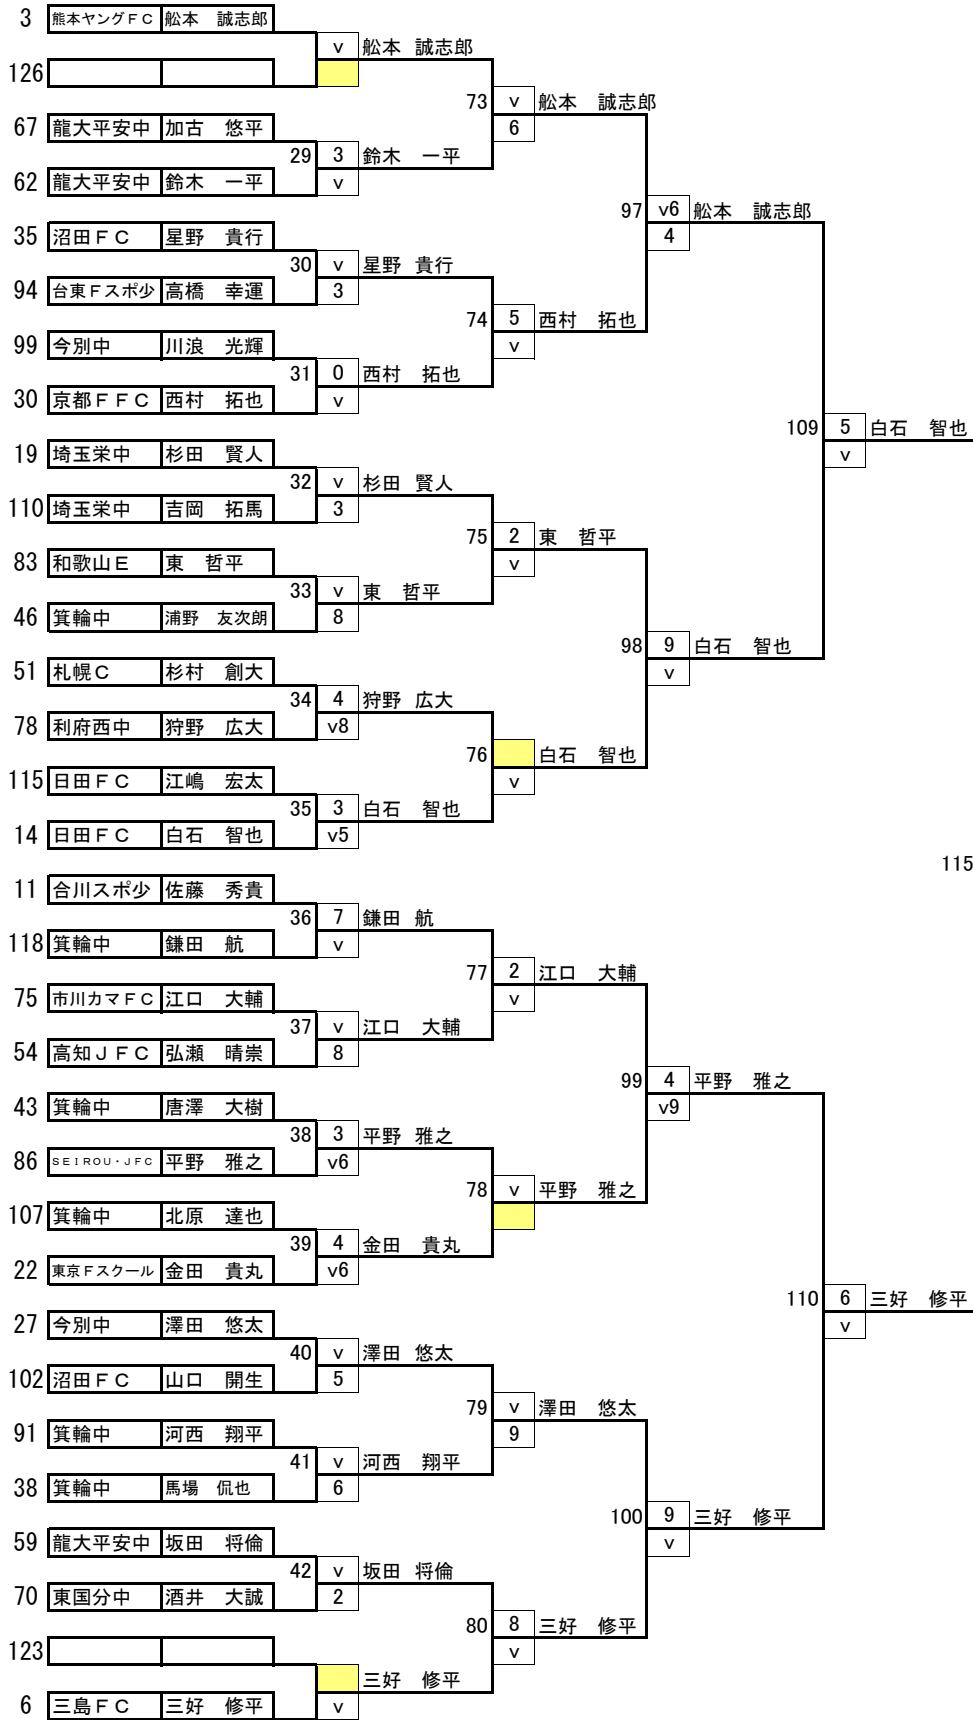 3 熊本ヤングＦＣ 舩本　誠志郎
v 舩本 誠志郎
126
73 v 舩本　誠志郎
6
67 龍大平安中 加古　悠平
29 3 鈴木　一平
v
62 龍大平安中 鈴木　一平
97 v6 舩本　誠志郎
4
35 沼田ＦＣ 星野　貴行
30 v 星野 貴行
3
94 台東Ｆスポ少 高橋　幸運
74 5 西村　拓也
v
99 今別中 川浪　光輝
31 0 西村　拓也
v
30 京都ＦＦＣ 西村　拓也
109 5 白石　智也
v
19 埼玉栄中 杉田　賢人
32 v 杉田 賢人
3
110 埼玉栄中 吉岡　拓馬
75 2 東　哲平
v
83 和歌山Ｅ 東　哲平
33 v 東　哲平
8
46 箕輪中 浦野　友次朗
98 9 白石　智也
v
51 札幌Ｃ 杉村　創大
34 4 狩野 広大
v8
78 利府西中 狩野　広大
76 白石　智也
v
115 日田ＦＣ 江嶋　宏太
35 3 白石　智也
v5
14 日田ＦＣ 白石　智也
115
11 合川スポ少 佐藤　秀貴
36 7 鎌田 航
v
118 箕輪中 鎌田　航
77 2 江口　大輔
v
75 市川カマＦＣ 江口　大輔
37 v 江口　大輔
8
54 高知ＪＦＣ 弘瀬　晴崇
99 4 平野　雅之
v9
43 箕輪中 唐澤　大樹
38 3 平野 雅之
v6
86 ＳＥＩＲＯＵ・ＪＦＣ 平野　雅之
78 v 平野　雅之
107 箕輪中 北原　達也
39 4 金田　貴丸
v6
22 東京Ｆスクール 金田　貴丸
110 6 三好　修平
v
27 今別中 澤田　悠太
40 v 澤田 悠太
5
102 沼田ＦＣ 山口　開生
79 v 澤田　悠太
9
91 箕輪中 河西　翔平
41 v 河西　翔平
6
38 箕輪中 馬場　侃也
100 9 三好　修平
v
59 龍大平安中 坂田　将倫
42 v 坂田 将倫
2
70 東国分中 酒井　大誠
80 8 三好　修平
v
123
三好　修平
v
6 三島ＦＣ 三好　修平